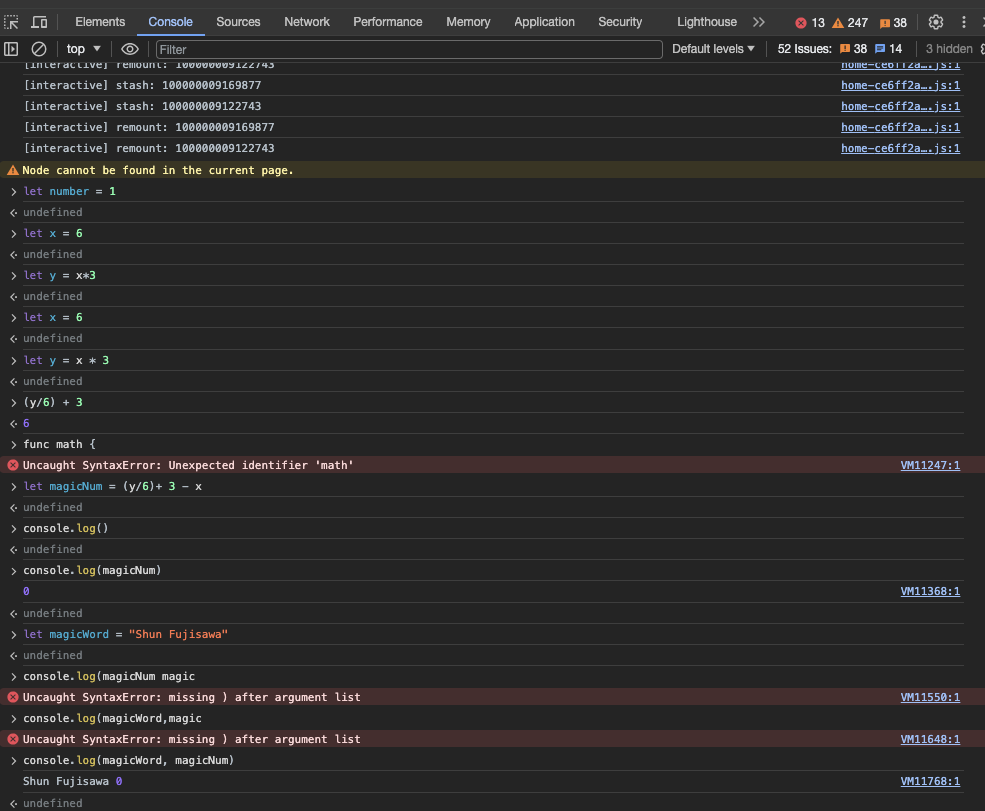 Elements Console Sources Network Performance Memory Application Security Lighthouse 13 247 38
top Filter Default levels 52 Issues: 38 14 3 hidden
[interactive] remount: 100000009122743 home-ce6ff2a….js:1
[interactive] stash: 100000009169877 home-ce6ff2a….js:1
[interactive] stash: 100000009122743 home-ce6ff2a….js:1
[interactive] remount: 100000009169877 home-ce6ff2a….js:1
[interactive] remount: 100000009122743 home-ce6ff2a….js:1
Node cannot be found in the current page.
let number = 1
undefined
let x = 6
undefined
let y = x*3
undefined
let x = 6
undefined
let y = x * 3
undefined
(y/6) + 3
6
func math {
Uncaught SyntaxError: Unexpected identifier 'math' VM11247:1
let magicNum = (y/6)+ 3 - x
undefined
console.log()
undefined
console.log(magicNum)
0 VM11368:1
undefined
let magicWord = "Shun Fujisawa"
undefined
console.log(magicNum magic
Uncaught SyntaxError: missing ) after argument list VM11550:1
console.log(magicWord,magic
Uncaught SyntaxError: missing ) after argument list VM11648:1
console.log(magicWord, magicNum)
Shun Fujisawa 0 VM11768:1
undefined